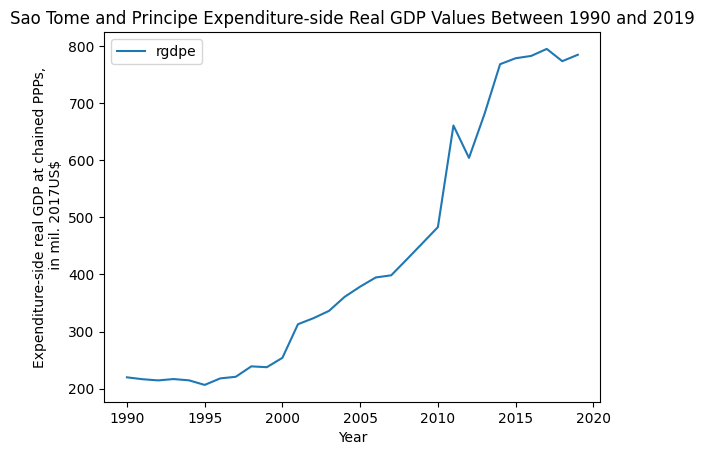 Sao Tome and Principe Expenditure-side Real GDP Values Between 1990 and 2019
rgdpe
Expenditure-side real GDP at chained PPPs,
in mil. 2017US$
800
700
600
500
400
300
200
1990
1995
2000
2005
2010
2015
2020
Year